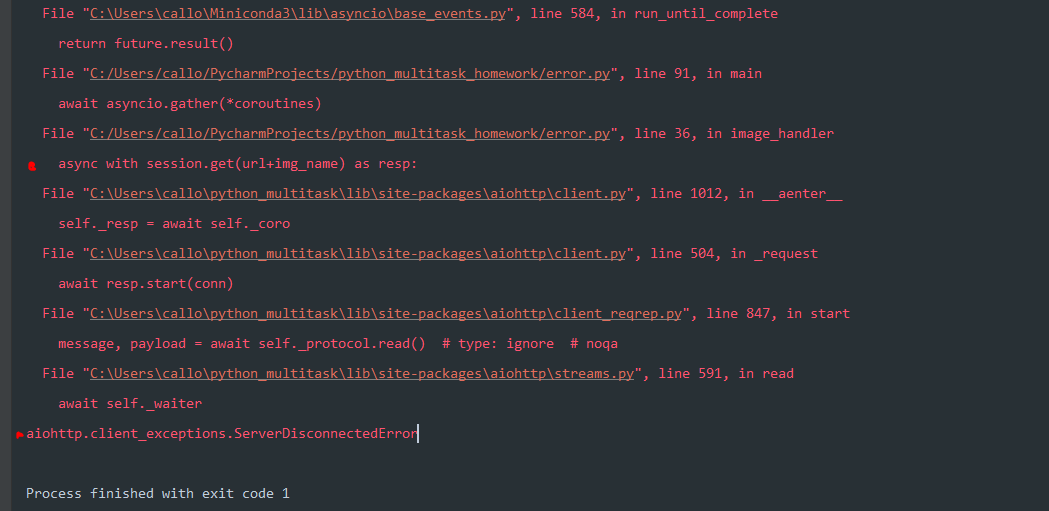 File "C:\Users\callo\Miniconda3\lib\asyncio\base_events.py", line 584, in run_until_complete
return future.result()
File "C:/Users/callo/PycharmProjects/python_multitask_homework/error.py", line 91, in main
await asyncio.gather(*coroutines)
File "C:/Users/callo/PycharmProjects/python_multitask_homework/error.py", line 36, in image_handler
async with session.get(url+img_name) as resp:
File "C:\Users\callo\python_multitask\lib\site-packages\aiohttp\client.py", line 1012, in __aenter__
self._resp = await self._coro
File "C:\Users\callo\python_multitask\lib\site-packages\aiohttp\client.py", line 504, in _request
await resp.start(conn)
File "C:\Users\callo\python_multitask\lib\site-packages\aiohttp\client_reqrep.py", line 847, in start
message, payload = await self._protocol.read()  # type: ignore  # noqa
File "C:\Users\callo\python_multitask\lib\site-packages\aiohttp\streams.py", line 591, in read
await self._waiter
aiohttp.client_exceptions.ServerDisconnectedError
Process finished with exit code 1